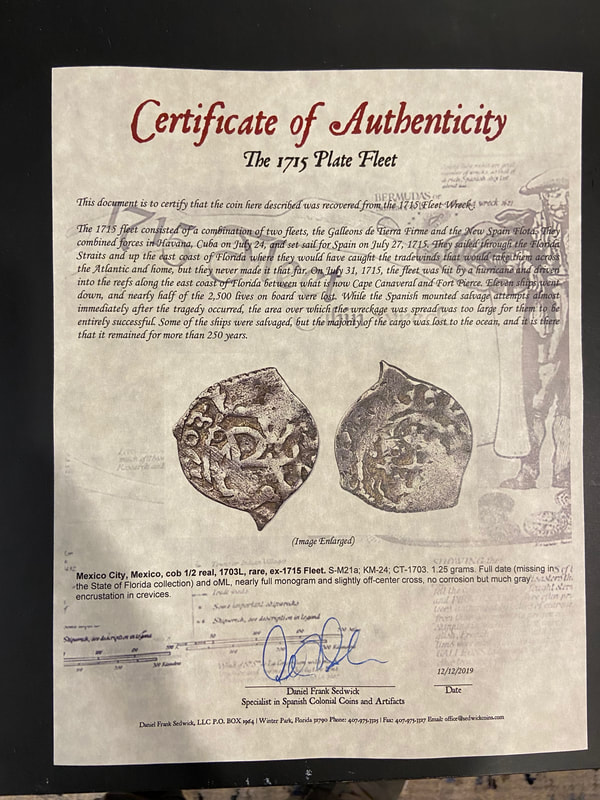 Certificate of Authenticity
The 1715 Plate Fleet
This document is to certify that the coin here described was recovered from the 1715 Fleet Wreck.
The 1715 fleet consisted of a combination of two fleets, the Galleons de Tierra Firme and the New Spain Flota. They
combined forces in Havana, Cuba on July 24, and set sail for Spain on July 27, 1715. They sailed through the Florida
Straits and up the east coast of Florida where they would have caught the tradewinds that would take them across
the Atlantic and home, but they never made it that far. On July 31, 1715, the fleet was hit by a hurricane and driven
into the reefs along the east coast of Florida between what is now Cape Canaveral and Fort Pierce. Eleven ships went
down, and nearly half of the 2,500 lives on board were lost. While the Spanish mounted salvage attempts almost
immediately after the tragedy occurred, the area over which the wreckage was spread was too large for them to be
entirely successful. Some of the ships were salvaged, but the majority of the cargo was lost to the ocean, and it is there
that it remained for more than 250 years.
1703
(Image Enlarged)
Mexico City, Mexico, cob 1/2 real, 1703L, rare, ex-1715 Fleet. S-M21a; KM-24; CT-1703. 1.25 grams. Full date (missing in
the State of Florida collection) and oML, nearly full monogram and slightly off-center cross, no corrosion but much gray
encrustation in crevices.
12/12/2019
Daniel Frank Sedwick
Date
Specialist in Spanish Colonial Coins and Artifacts
Daniel Frank Sedwick, LLC P.O. BOX 1964 | Winter Park, Florida 32790 Phone: 407-975-3325 | Fax: 407-975-3327 Email: office@sedwickcoins.com